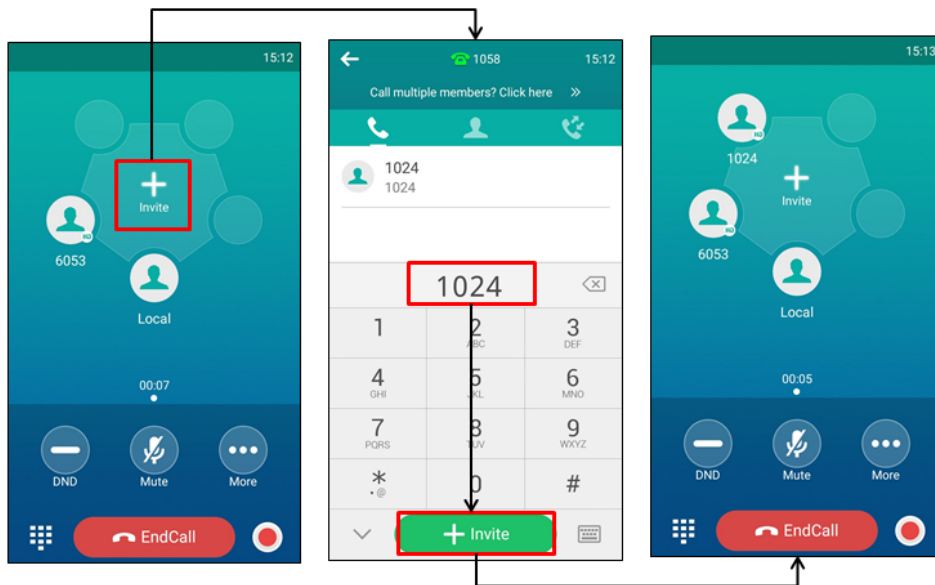 15:12
Invite
6053
Local
00:07
DND
Mute
More
EndCall
1058
15:12
Call multiple members? Click here »
1024
1024
1024
1
2
ABC
3
DEF
4
GHI
5
JKL
6
MNO
7
PQRS
8
TUV
9
WXYZ
*
• @
0
#
Invite
15:13
HD
1024
Invite
HD
6053
Local
00:05
DND
Mute
More
EndCall